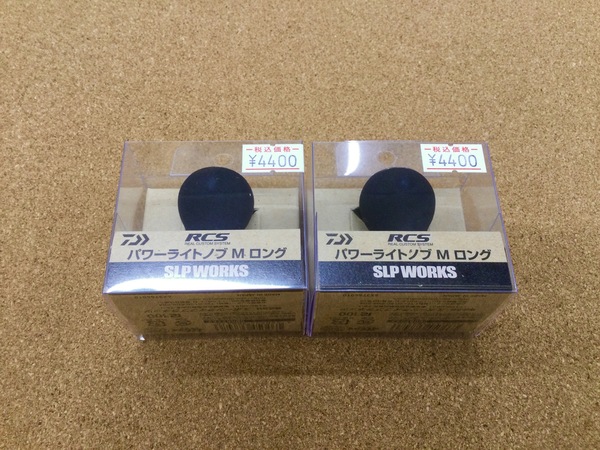 税込価格
¥4400
RCS
REAL CUSTOM SYSTEM
パワーライトノブ M ロング
SLP WORKS
税込価格
¥4400
RCS
REAL CUSTOM SYSTEM
パワーライトノブ M ロング
SLP WORKS